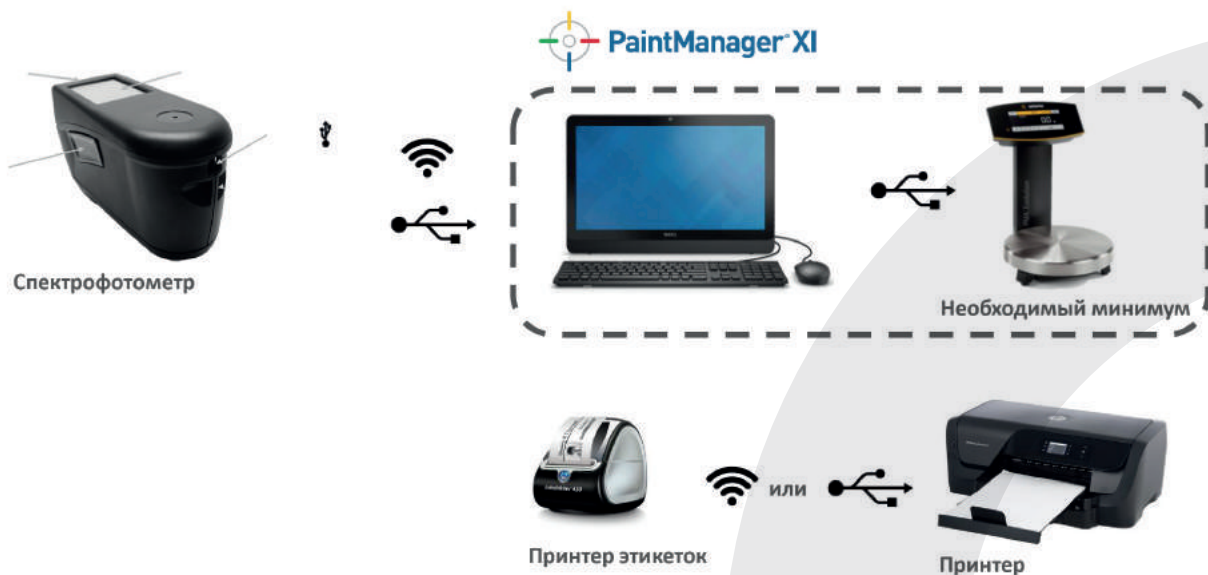 PaintManager® XI
Спектрофотометр
Необходимый минимум
или
Принтер этикеток
Принтер